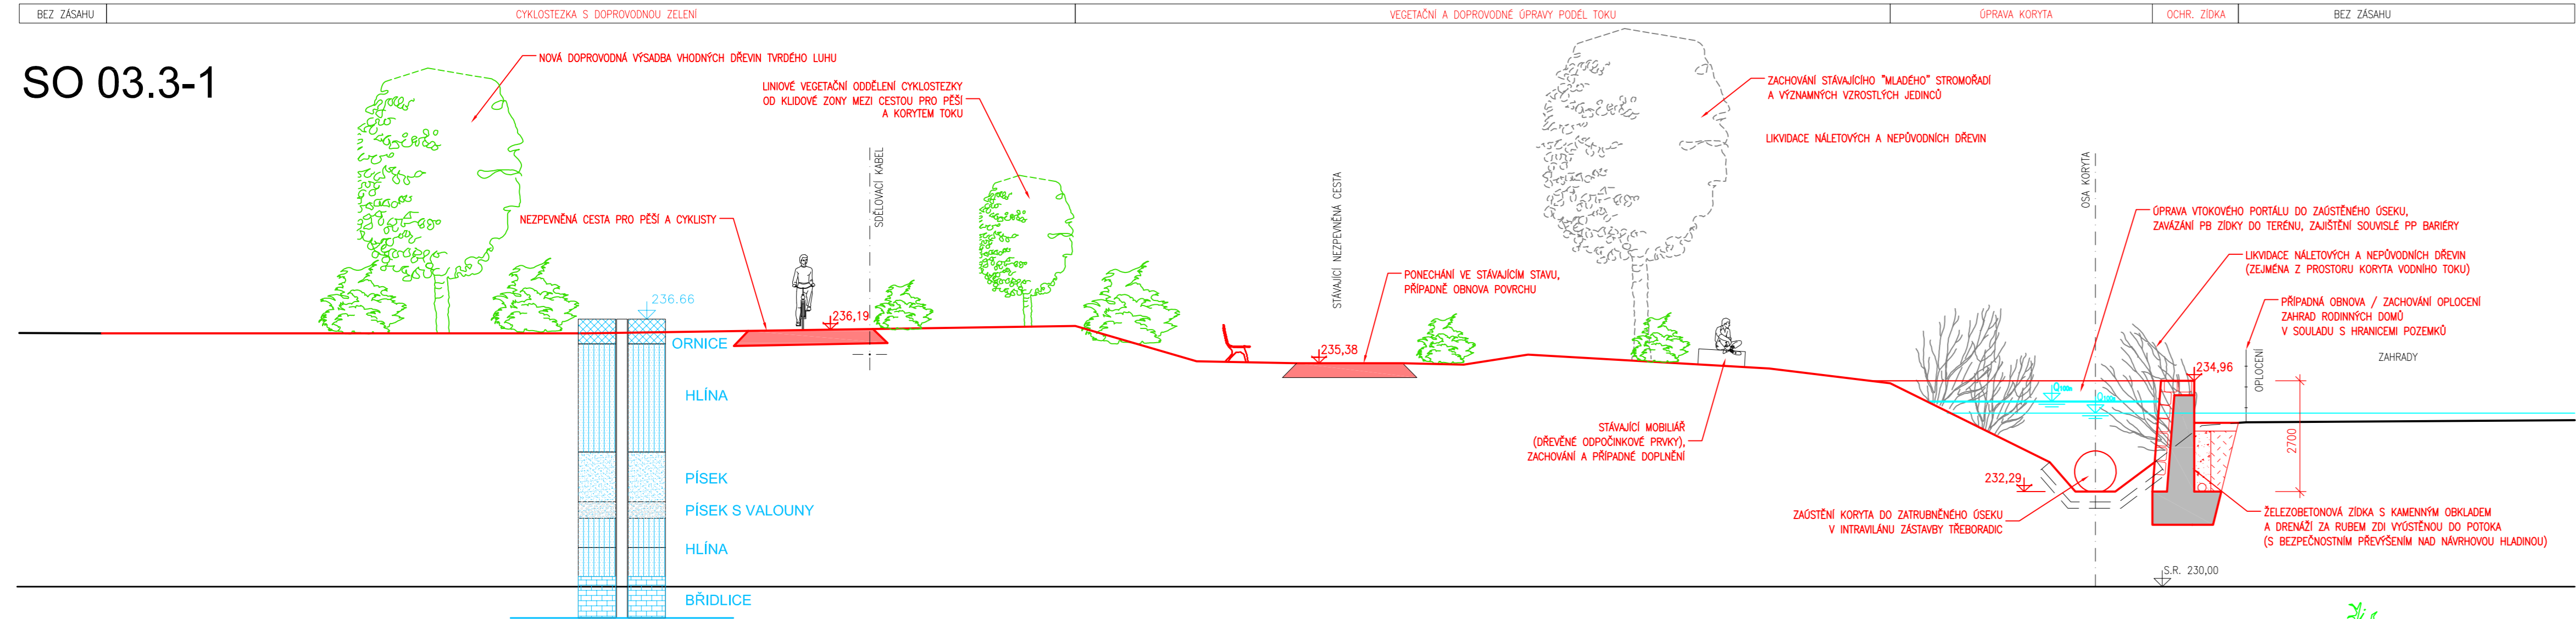 BEZ ZÁSAHU
CYKLOSTEZKA S DOPROVODNOU ZELENÍ
VEGETAČNÍ A DOPROVODNÉ ÚPRAVY PODÉL TOKU
ÚPRAVA KORYTA
OCHR. ZÍDKA
BEZ ZÁSAHU
SO 03.3-1
NOVÁ DOPROVODNÁ VÝSADBA VHODNÝCH DŘEVIN TVRDÉHO LUHU
LINIOVÉ VEGETAČNÍ ODDĚLENÍ CYKLOSTEZKY
OD KLIDOVÉ ZONY MEZI CESTOU PRO PĚŠÍ
A KORYTEM TOKU
ZACHOVÁNÍ STÁVAJÍCÍHO "MLADÉHO" STROMOŘADÍ
A VÝZNAMNÝCH VZROSTLÝCH JEDINCŮ
LIKVIDACE NÁLETOVÝCH A NEPŮVODNÍCH DŘEVIN
SDĚLOVACÍ KABEL
STÁVAJÍCÍ NEZPEVNĚNÁ CESTA
OSA KORYTA
NEZPEVNĚNÁ CESTA PRO PĚŠÍ A CYKLISTY
ÚPRAVA VTOKOVÉHO PORTÁLU DO ZAÚSTĚNÉHO ÚSEKU,
ZAVÁZÁNÍ PB ZÍDKY DO TERÉNU, ZAJIŠTĚNÍ SOUVISLÉ PP BARIÉRY
LIKVIDACE NÁLETOVÝCH A NEPŮVODNÍCH DŘEVIN
(ZEJMÉNA Z PROSTORU KORYTA VODNÍHO TOKU)
PONECHÁNÍ VE STÁVAJÍCÍM STAVU,
PŘÍPADNĚ OBNOVA POVRCHU
PŘÍPADNÁ OBNOVA / ZACHOVÁNÍ OPLOCENÍ
ZAHRAD RODINNÝCH DOMŮ
V SOULADU S HRANICEMI POZEMKŮ
236.66
236,19
ORNICE
235,38
ZAHRADY
OPLOCENÍ
234,96
HLÍNA
STÁVAJÍCÍ MOBILIÁŘ
(DŘEVĚNÉ ODPOČINKOVÉ PRVKY),
ZACHOVÁNÍ A PŘÍPADNÉ DOPLNĚNÍ
2700
PÍSEK
232,29
PÍSEK S VALOUNY
ZAÚSTĚNÍ KORYTA DO ZATRUBNĚNÉHO ÚSEKU
V INTRAVILÁNU ZÁSTAVBY TŘEBORADIC
ŽELEZOBETONOVÁ ZÍDKA S KAMENNÝM OBKLADEM
A DRENÁŽÍ ZA RUBEM ZDI VYÚSTĚNOU DO POTOKA
(S BEZPEČNOSTNÍM PŘEVÝŠENÍM NAD NÁVRHOVOU HLADINOU)
HLÍNA
S.R. 230,00
BŘIDLICE